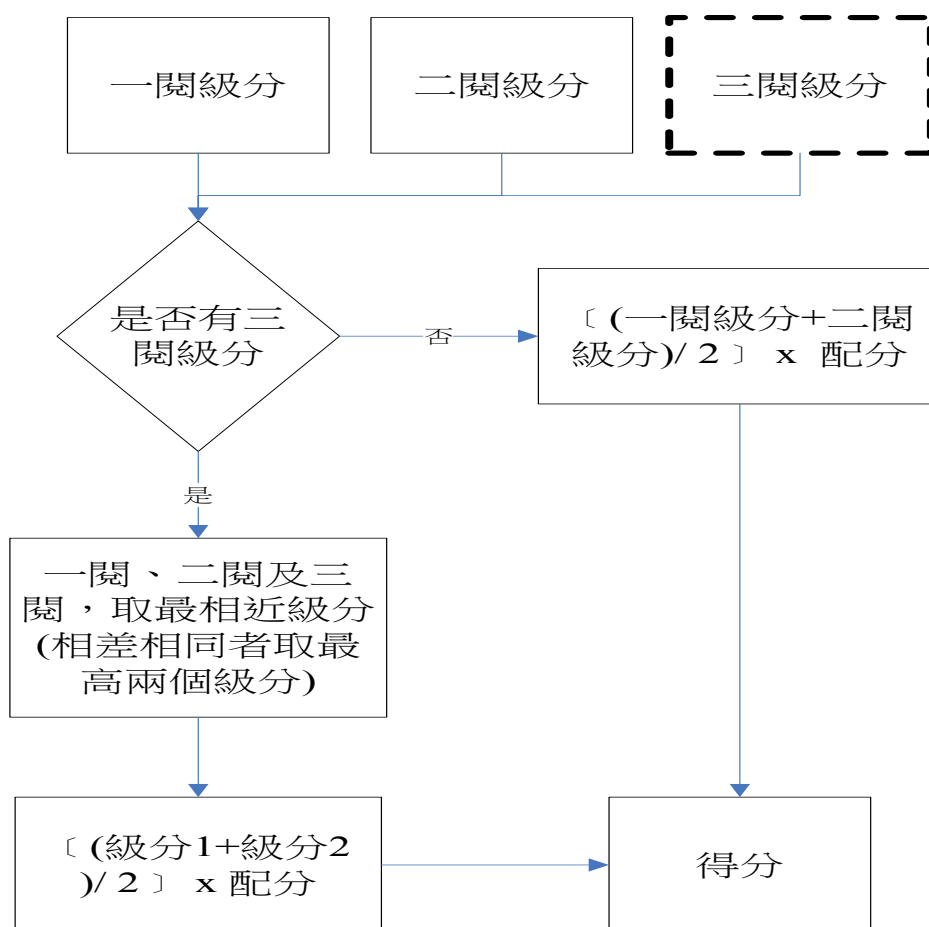 一閱級分
二閱級分
三閱級分
是否有三
閱級分
否
﹝(一閱級分+二閱
級分)/ 2﹞ x 配分
是
一閱、二閱及三
閱，取最相近級分
(相差相同者取最
高兩個級分)
﹝(級分1+級分2
)/ 2﹞ x 配分
得分